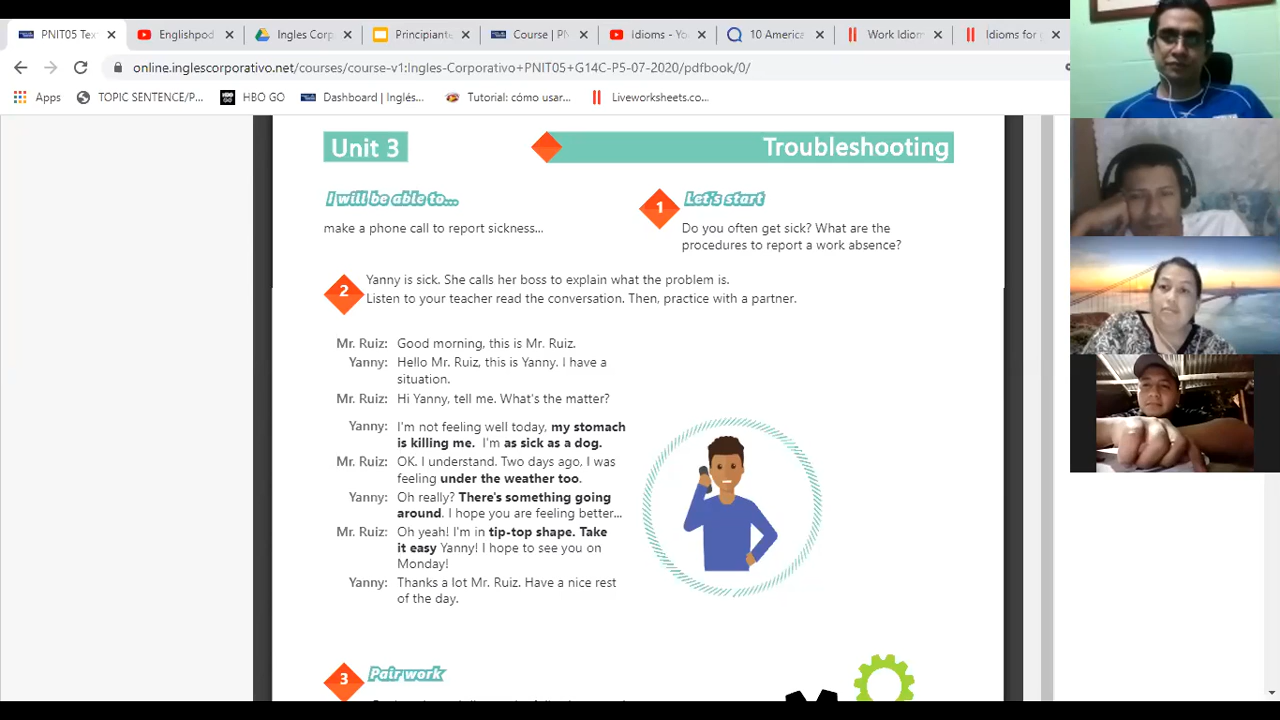 PNIT05 Tex
Englishpod
Ingles Corp
Principiante
Course | PN
Idioms - Yo
10 America
Work Idiom
Idioms for
online.inglescorporativo.net/courses/course-v1:Ingles-Corporativo+PNIT05+G14C-P5-07-2020/pdfbook/0/
Apps
TOPIC SENTENCE/P...
HBO GO
Dashboard | Inglés...
Tutorial: cómo usar...
Liveworksheets.co...
Unit 3
Troubleshooting
I will be able to...
make a phone call to report sickness...
1
Let's start
Do you often get sick? What are the
procedures to report a work absence?
2
Yanny is sick. She calls her boss to explain what the problem is.
Listen to your teacher read the conversation. Then, practice with a partner.
Mr. Ruiz: Good morning, this is Mr. Ruiz.
Yanny: Hello Mr. Ruiz, this is Yanny. I have a
situation.
Mr. Ruiz: Hi Yanny, tell me. What's the matter?
Yanny: I'm not feeling well today, my stomach
is killing me. I'm as sick as a dog.
Mr. Ruiz: OK. I understand. Two days ago, I was
feeling under the weather too.
Yanny: Oh really? There's something going
around. I hope you are feeling better...
Mr. Ruiz: Oh yeah! I'm in tip-top shape. Take
it easy Yanny! I hope to see you on
Monday!
Yanny: Thanks a lot Mr. Ruiz. Have a nice rest
of the day.
3
Pair work